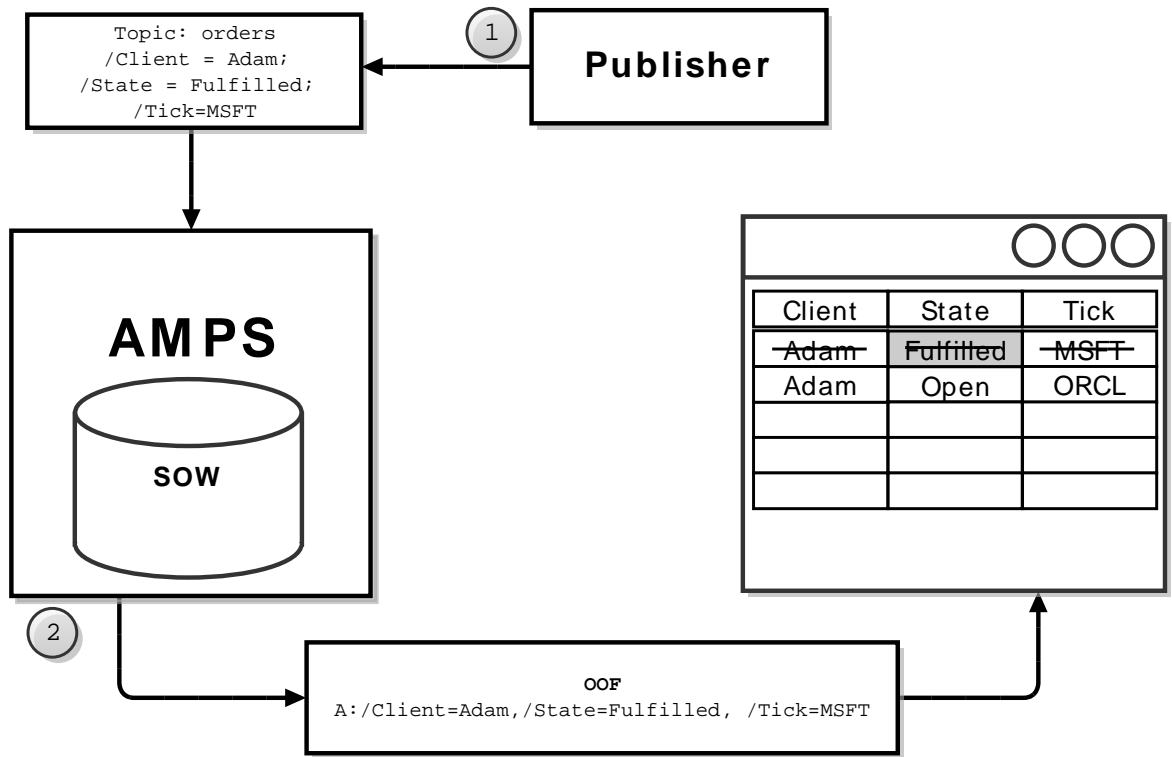 Topic: orders
/Client = Adam;
/State = Fulfilled;
/Tick=MSFT
1
Publisher
AMPS
SOW
Client State Tick
Adam Fulfilled MSFT
Adam Open ORCL
2
OOF
A:/Client=Adam,/State=Fulfilled, /Tick=MSFT